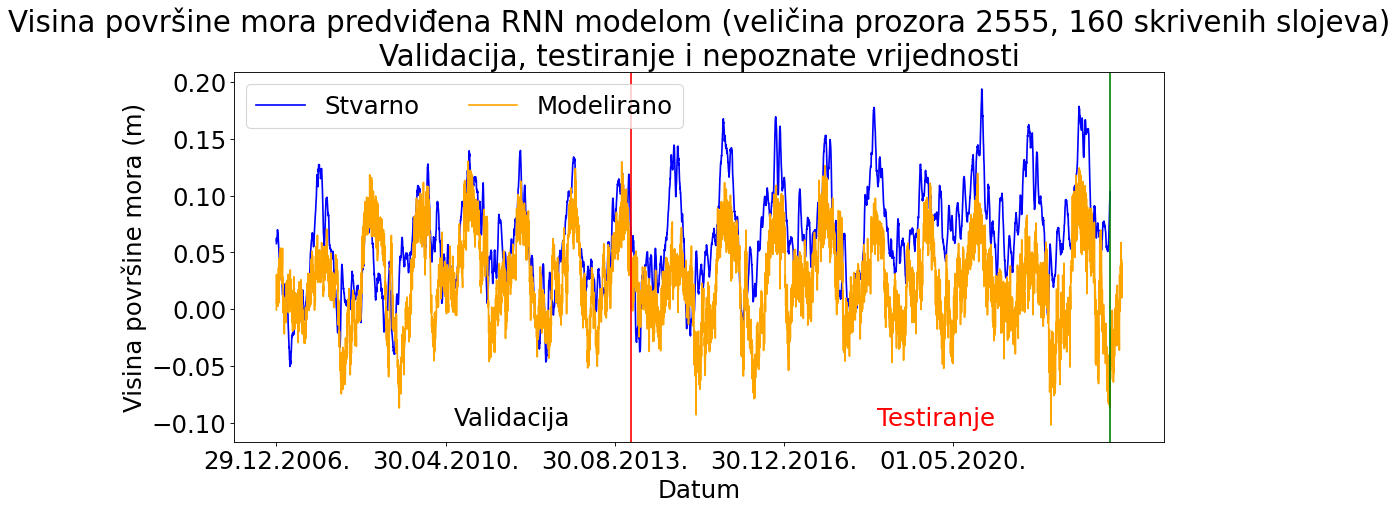 Visina površine mora predviđena RNN modelom (veličina prozora 2555, 160 skrivenih slojeva)
Validacija, testiranje i nepoznate vrijednosti
Stvarno
Modelirano
Visina površine mora (m)
0.20
0.15
0.10
0.05
0.00
−0.05
−0.10
Validacija
Testiranje
29.12.2006.
30.04.2010.
30.08.2013.
30.12.2016.
01.05.2020.
Datum